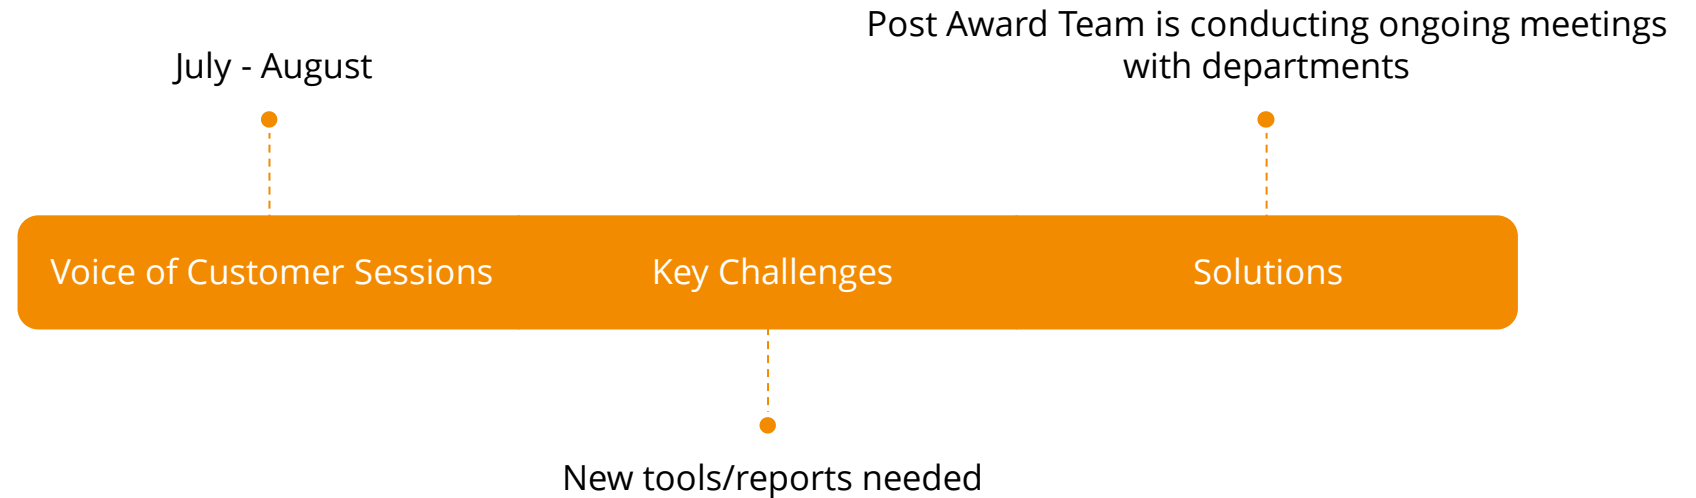 Post Award Team is conducting ongoing meetings
with departments
July - August
Voice of Customer Sessions
Key Challenges
Solutions
New tools/reports needed